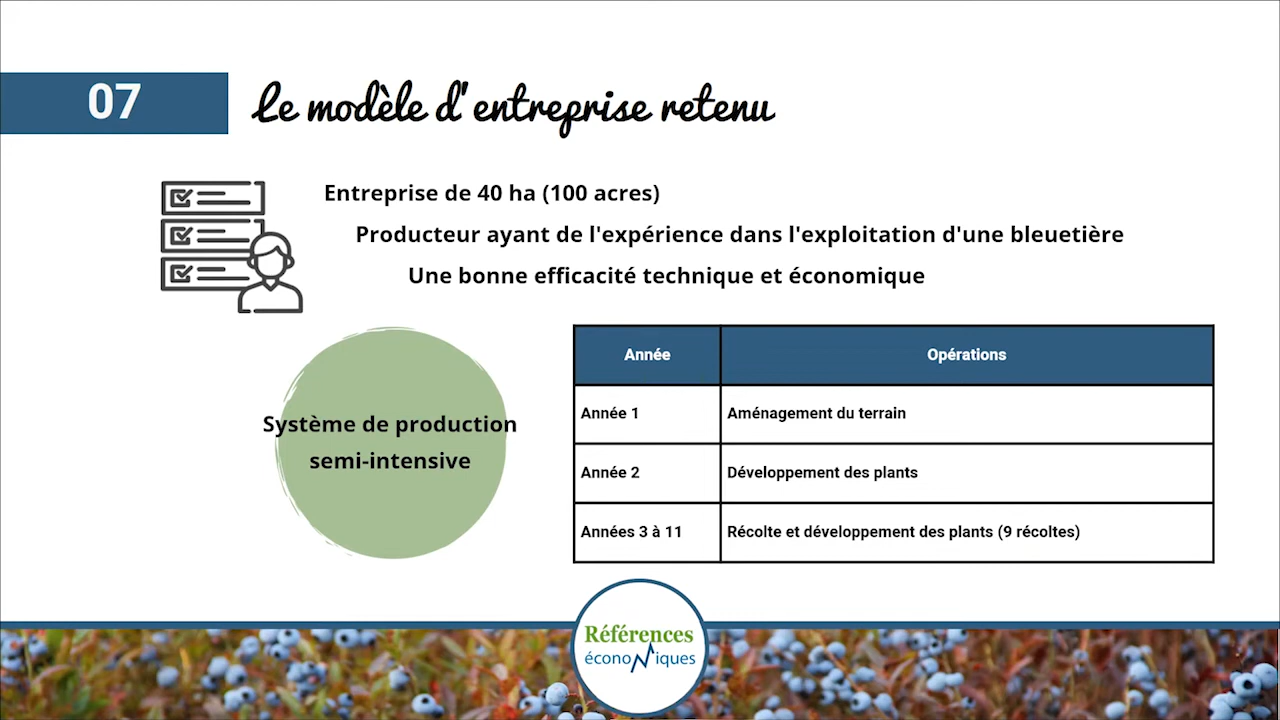 07
Le modèle d'entreprise retenu
Entreprise de 40 ha (100 acres)
Producteur ayant de l'expérience dans l'exploitation d'une bleuetière
Une bonne efficacité technique et économique
Système de production
semi-intensive
Année Opérations
Année 1 Aménagement du terrain
Année 2 Développement des plants
Années 3 à 11 Récolte et développement des plants (9 récoltes)
Références
écoNomiques